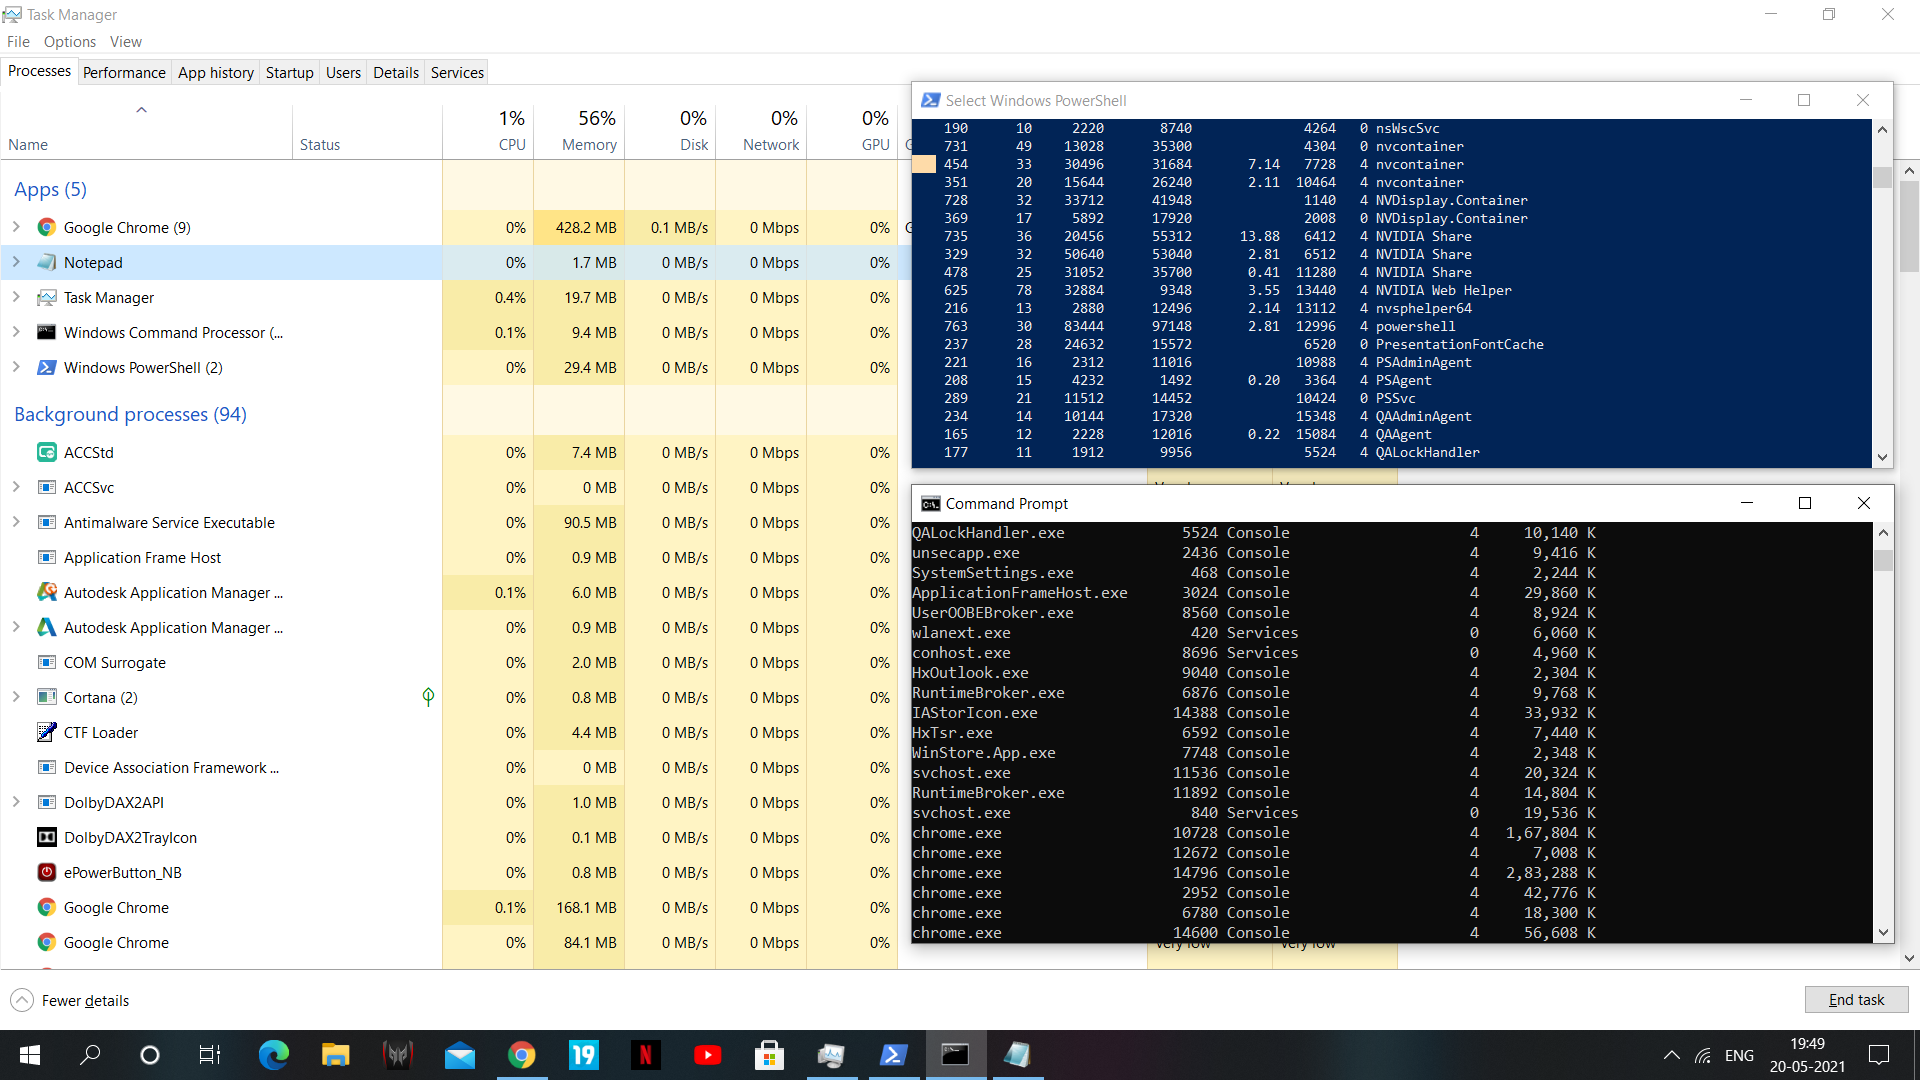 Task Manager
File Options View
Processes Performance App history Startup Users Details Services
1% 56% 0% 0% 0%
Name Status CPU Memory Disk Network GPU
Apps (5)
Google Chrome (9) 0% 428.2 MB 0.1 MB/s 0 Mbps 0%
Notepad 0% 1.7 MB 0 MB/s 0 Mbps 0%
Task Manager 0.4% 19.7 MB 0 MB/s 0 Mbps 0%
Windows Command Processor (... 0.1% 9.4 MB 0 MB/s 0 Mbps 0%
Windows PowerShell (2) 0% 29.4 MB 0 MB/s 0 Mbps 0%
Background processes (94)
ACCStd 0% 7.4 MB 0 MB/s 0 Mbps 0%
ACCSvc 0% 0 MB 0 MB/s 0 Mbps 0%
Antimalware Service Executable 0% 90.5 MB 0 MB/s 0 Mbps 0%
Application Frame Host 0% 0.9 MB 0 MB/s 0 Mbps 0%
Autodesk Application Manager ... 0.1% 6.0 MB 0 MB/s 0 Mbps 0%
Autodesk Application Manager ... 0% 0.9 MB 0 MB/s 0 Mbps 0%
COM Surrogate 0% 2.0 MB 0 MB/s 0 Mbps 0%
Cortana (2) 0% 0.8 MB 0 MB/s 0 Mbps 0%
CTF Loader 0% 4.4 MB 0 MB/s 0 Mbps 0%
Device Association Framework ... 0% 0 MB 0 MB/s 0 Mbps 0%
DolbyDAX2API 0% 1.0 MB 0 MB/s 0 Mbps 0%
DolbyDAX2TrayIcon 0% 0.1 MB 0 MB/s 0 Mbps 0%
ePowerButton_NB 0% 0.8 MB 0 MB/s 0 Mbps 0%
Google Chrome 0.1% 168.1 MB 0 MB/s 0 Mbps 0%
Google Chrome 0% 84.1 MB 0 MB/s 0 Mbps 0%
Select Windows PowerShell
190 10 2220 8740 4264 0 nsWscSvc
731 49 13028 35300 4304 0 nvcontainer
454 33 30496 31684 7.14 7728 4 nvcontainer
351 20 15644 26240 2.11 10464 4 nvcontainer
728 32 33712 41948 1140 4 NVDisplay.Container
369 17 5892 17920 2008 0 NVDisplay.Container
735 36 20456 55312 13.88 6412 4 NVIDIA Share
329 32 50640 53040 2.81 6512 4 NVIDIA Share
478 25 31052 35700 0.41 11280 4 NVIDIA Share
625 78 32884 9348 3.55 13440 4 NVIDIA Web Helper
216 13 2880 12496 2.14 13112 4 nvsphelper64
763 30 83444 97148 2.81 12996 4 powershell
237 28 24632 15572 6520 0 PresentationFontCache
221 16 2312 11016 10988 4 PSAdminAgent
208 15 4232 1492 0.20 3364 4 PSAgent
289 21 11512 14452 10424 0 PSSvc
234 14 10144 17320 15348 4 QAAdminAgent
165 12 2228 12016 0.22 15084 4 QAAgent
177 11 1912 9956 5524 4 QALockHandler
Command Prompt
QALockHandler.exe 5524 Console 4 10,140 K
unsecapp.exe 2436 Console 4 9,416 K
SystemSettings.exe 468 Console 4 2,244 K
ApplicationFrameHost.exe 3024 Console 4 29,860 K
UserOOBEBroker.exe 8560 Console 4 8,924 K
wlanext.exe 420 Services 0 6,060 K
conhost.exe 8696 Services 0 4,960 K
HxOutlook.exe 9040 Console 4 2,304 K
RuntimeBroker.exe 6876 Console 4 9,768 K
IAStorIcon.exe 14388 Console 4 33,932 K
HxTsr.exe 6592 Console 4 7,440 K
WinStore.App.exe 7748 Console 4 2,348 K
svchost.exe 11536 Console 4 20,324 K
RuntimeBroker.exe 11892 Console 4 14,804 K
svchost.exe 840 Services 0 19,536 K
chrome.exe 10728 Console 4 1,67,804 K
chrome.exe 12672 Console 4 7,008 K
chrome.exe 14796 Console 4 2,83,288 K
chrome.exe 2952 Console 4 42,776 K
chrome.exe 6780 Console 4 18,300 K
chrome.exe 14600 Console 4 56,608 K
Very low Very low
Fewer details
End task
19 N
ENG
19:49
20-05-2021